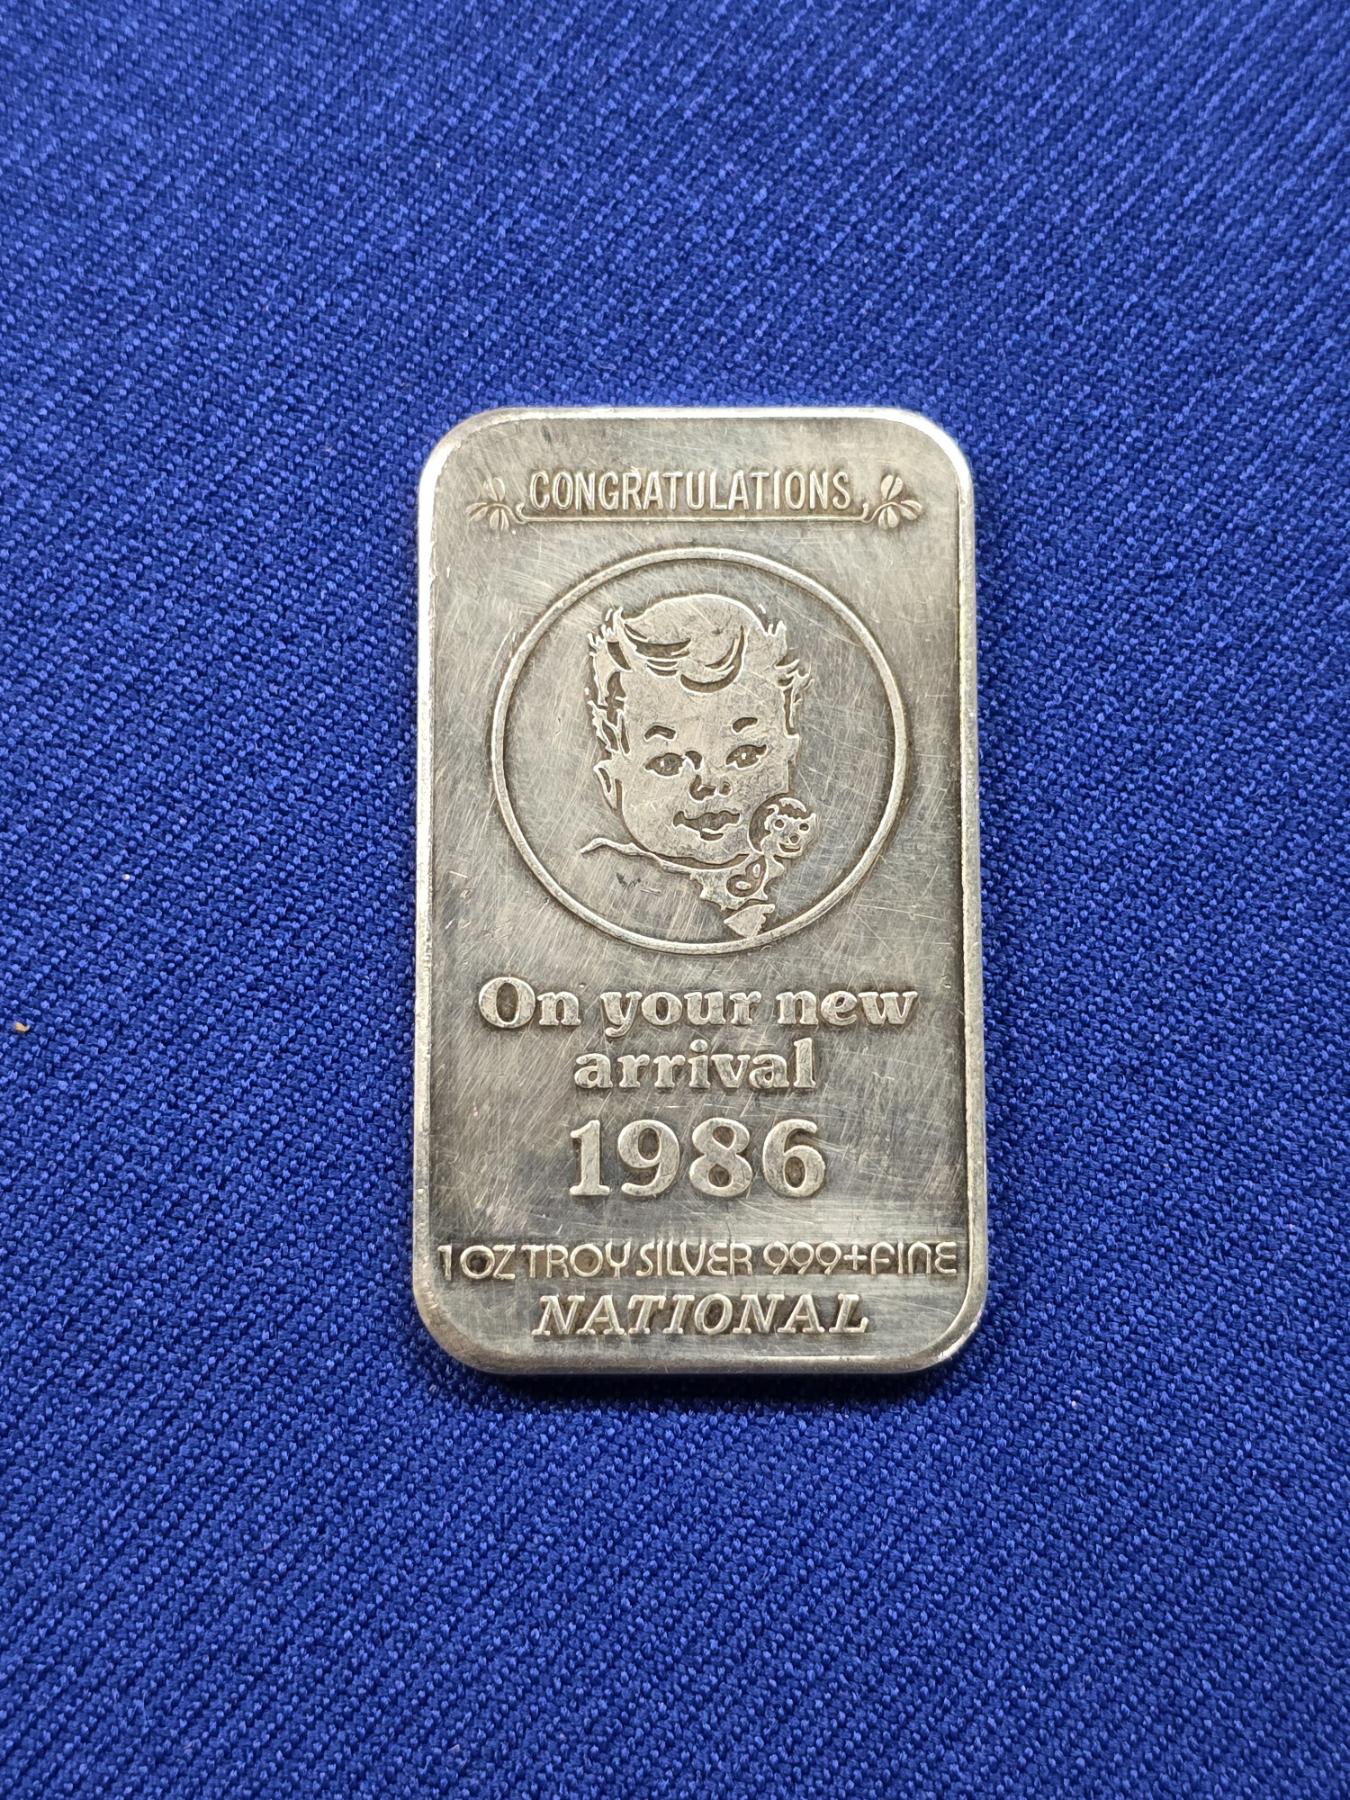 CONGRATULATIONS
On your new
arrival
1986
1 OZ TROY SILVER 999+FINE
NATIONAL